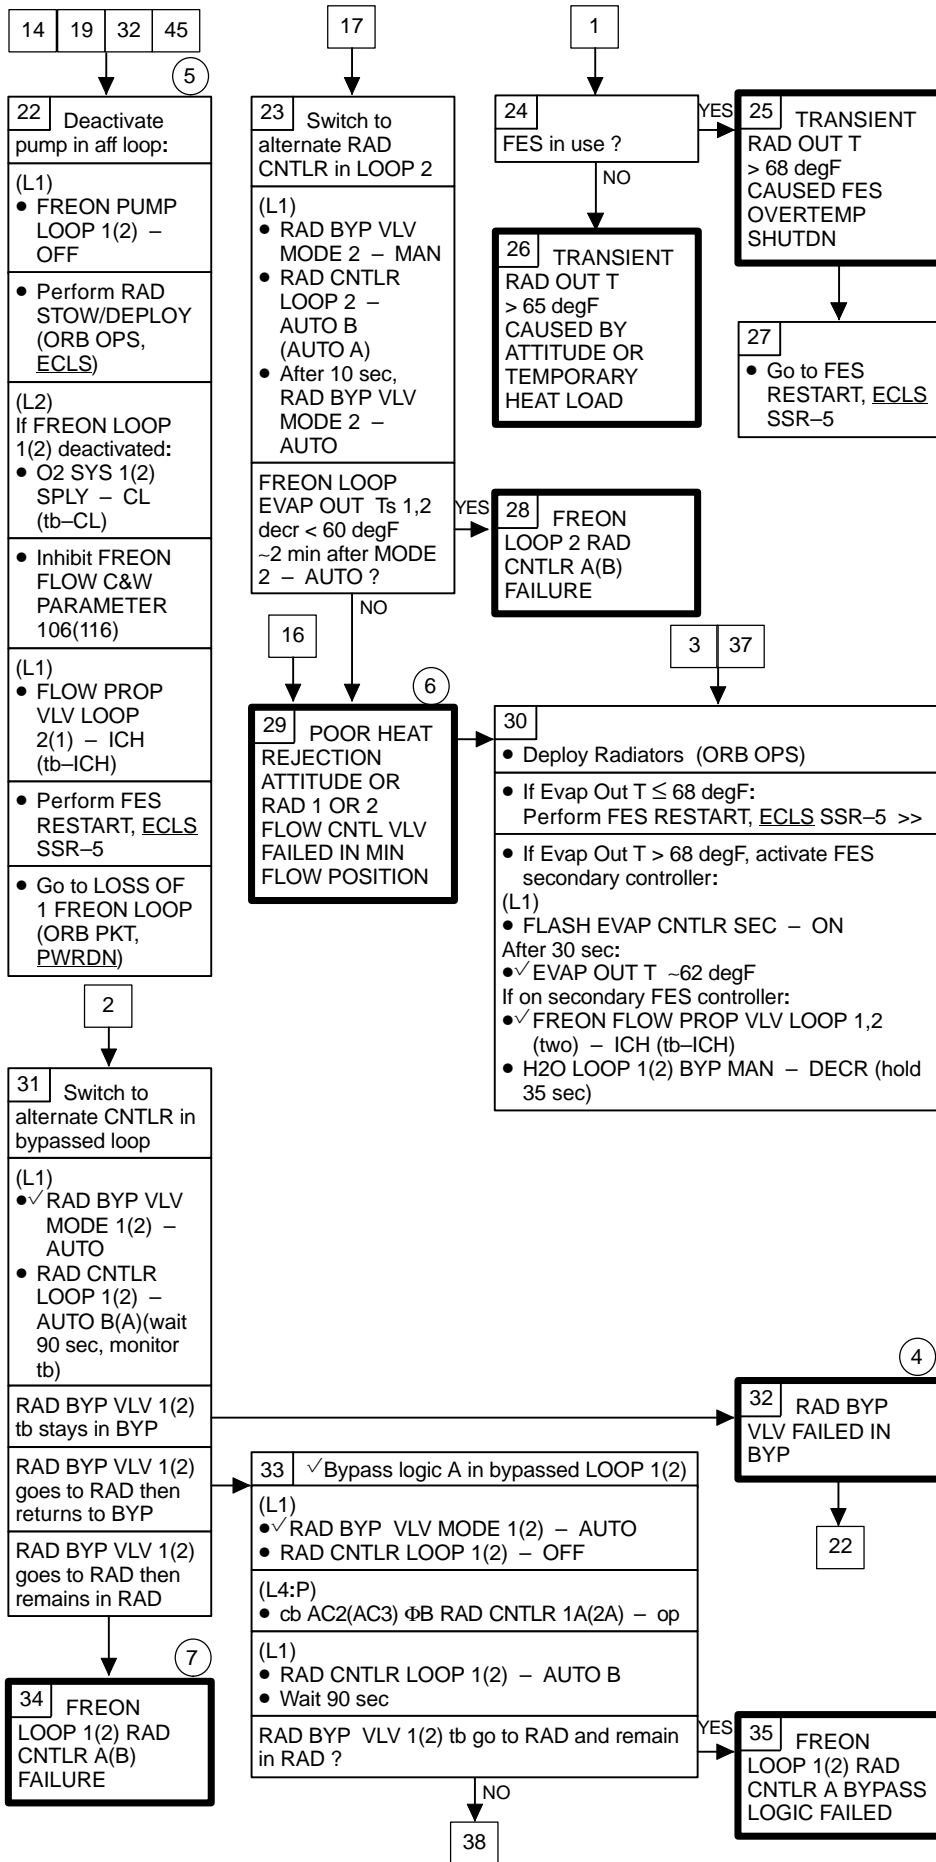 14 19 32 45
5
22 Deactivate
pump in aff loop:
(L1)
• FREON PUMP
LOOP 1(2) –
OFF
• Perform RAD
STOW/DEPLOY
(ORB OPS,
ECLS)
(L2)
If FREON LOOP
1(2) deactivated:
• O2 SYS 1(2)
SPLY – CL
(tb–CL)
• Inhibit FREON
FLOW C&W
PARAMETER
106(116)
(L1)
• FLOW PROP
VLV LOOP
2(1) – ICH
(tb–ICH)
• Perform FES
RESTART, ECLS
SSR–5
• Go to LOSS OF
1 FREON LOOP
(ORB PKT,
PWRDN)
17
23 Switch to
alternate RAD
CNTLR in LOOP 2
(L1)
• RAD BYP VLV
MODE 2 – MAN
• RAD CNTLR
LOOP 2 –
AUTO B
(AUTO A)
• After 10 sec,
RAD BYP VLV
MODE 2 –
AUTO
FREON LOOP
EVAP OUT Ts 1,2
decr < 60 degF
~2 min after MODE
2 – AUTO ?
YES
NO
1
24
FES in use ?
YES
NO
25 TRANSIENT
RAD OUT T
> 68 degF
CAUSED FES
OVERTEMP
SHUTDN
26 TRANSIENT
RAD OUT T
> 65 degF
CAUSED BY
ATTITUDE OR
TEMPORARY
HEAT LOAD
27
• Go to FES
RESTART, ECLS
SSR–5
28 FREON
LOOP 2 RAD
CNTLR A(B)
FAILURE
16
6
29 POOR HEAT
REJECTION
ATTITUDE OR
RAD 1 OR 2
FLOW CNTL VLV
FAILED IN MIN
FLOW POSITION
3 37
30
• Deploy Radiators (ORB OPS)
• If Evap Out T ≤ 68 degF:
Perform FES RESTART, ECLS SSR–5 >>
• If Evap Out T > 68 degF, activate FES
secondary controller:
(L1)
• FLASH EVAP CNTLR SEC – ON
After 30 sec:
•√ EVAP OUT T ~62 degF
If on secondary FES controller:
•√ FREON FLOW PROP VLV LOOP 1,2
(two) – ICH (tb–ICH)
• H2O LOOP 1(2) BYP MAN – DECR (hold
35 sec)
2
31 Switch to
alternate CNTLR in
bypassed loop
(L1)
•√ RAD BYP VLV
MODE 1(2) –
AUTO
• RAD CNTLR
LOOP 1(2) –
AUTO B(A)(wait
90 sec, monitor
tb)
RAD BYP VLV 1(2)
tb stays in BYP
RAD BYP VLV 1(2)
goes to RAD then
returns to BYP
RAD BYP VLV 1(2)
goes to RAD then
remains in RAD
4
32 RAD BYP
VLV FAILED IN
BYP
22
33 √Bypass logic A in bypassed LOOP 1(2)
(L1)
•√ RAD BYP VLV MODE 1(2) – AUTO
• RAD CNTLR LOOP 1(2) – OFF
(L4:P)
• cb AC2(AC3) ΦB RAD CNTLR 1A(2A) – op
(L1)
• RAD CNTLR LOOP 1(2) – AUTO B
• Wait 90 sec
RAD BYP VLV 1(2) tb go to RAD and remain
in RAD ?
YES
NO
7
34 FREON
LOOP 1(2) RAD
CNTLR A(B)
FAILURE
35 FREON
LOOP 1(2) RAD
CNTLR A BYPASS
LOGIC FAILED
38